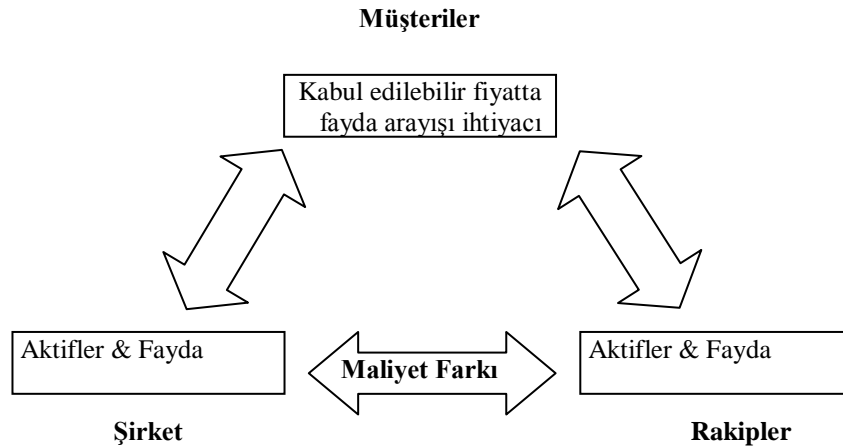 Müşteriler
Kabul edilebilir fiyatta
fayda arayışı ihtiyacı
Aktifler & Fayda
Maliyet Farkı
Aktifler & Fayda
Şirket
Rakipler